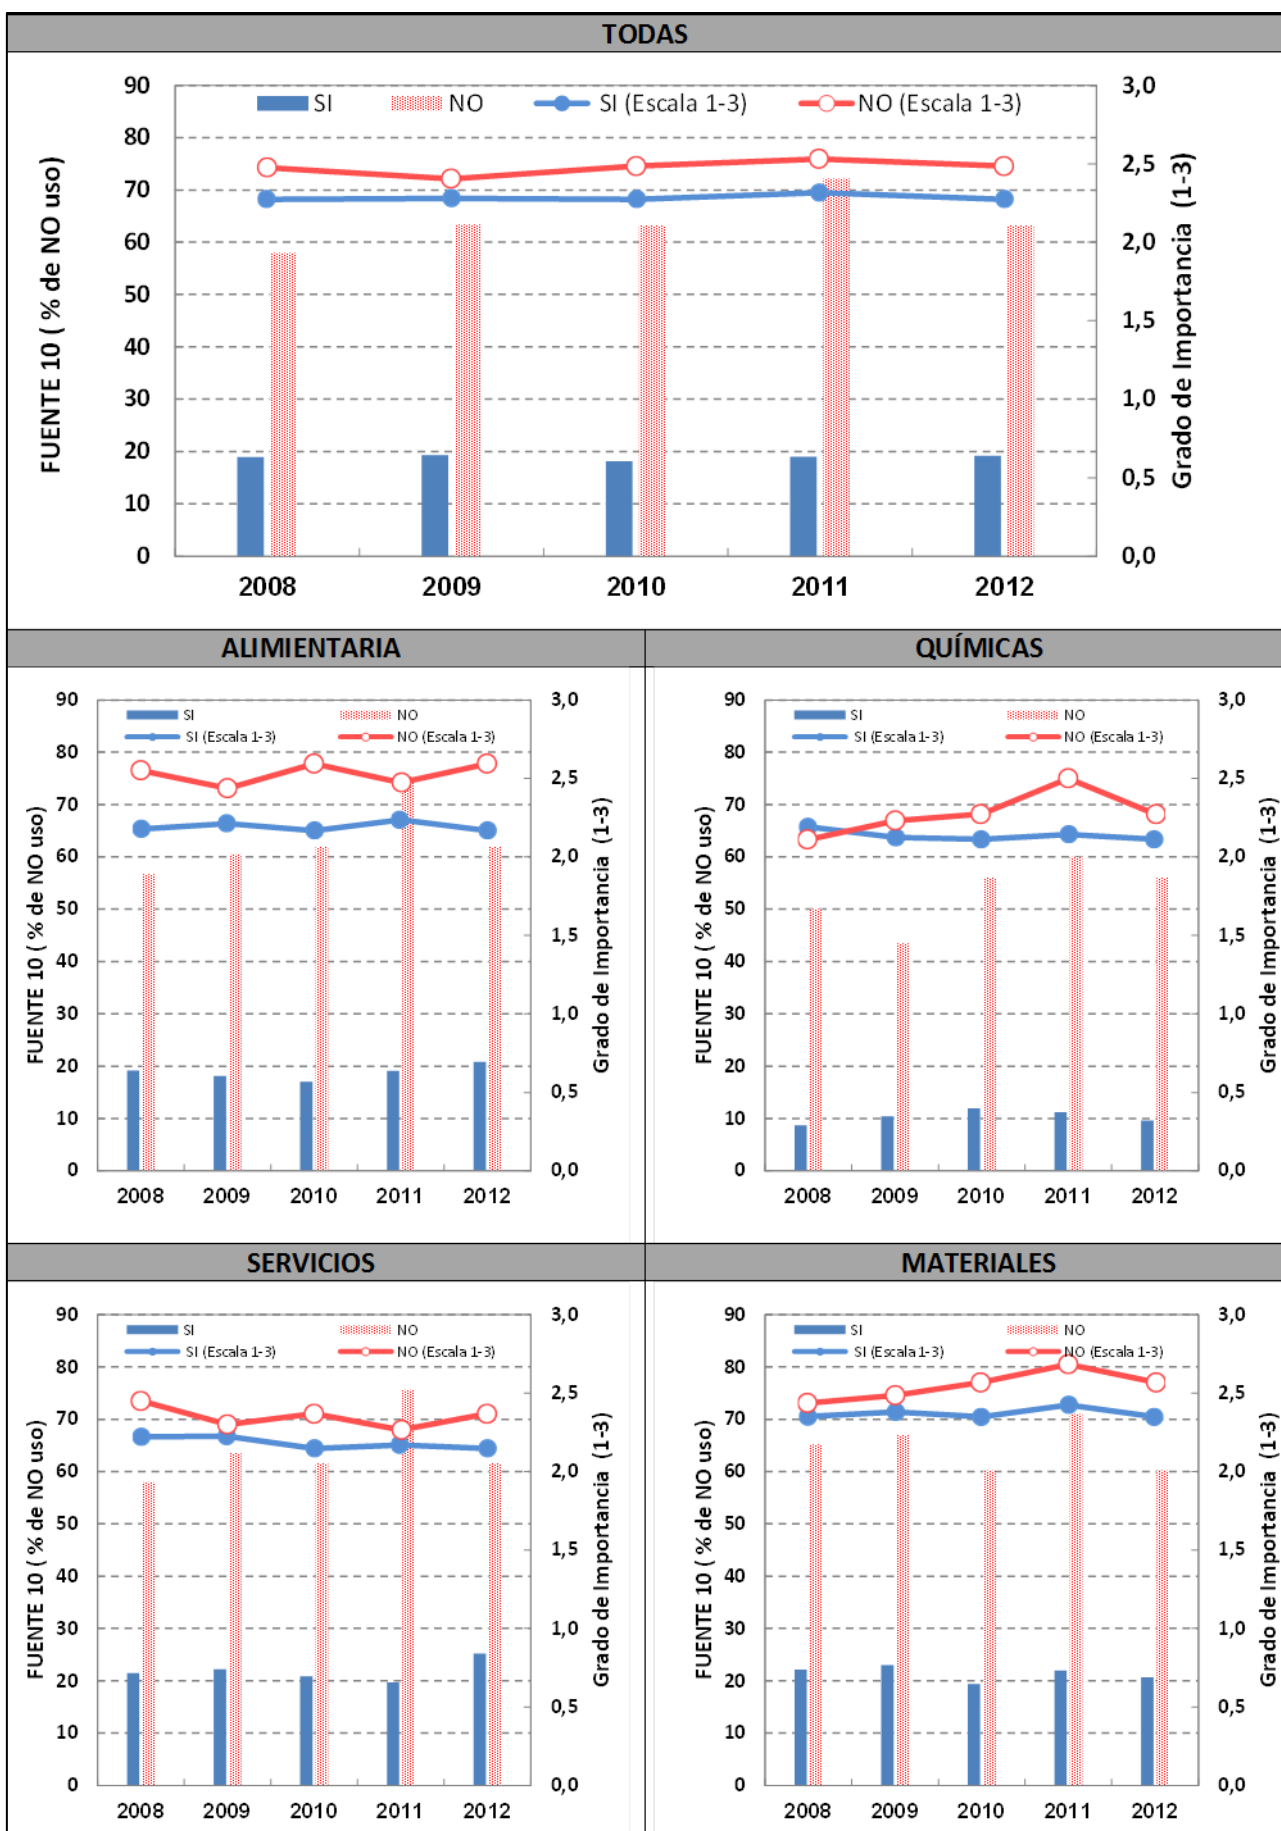 TODAS
SI NO SI (Escala 1-3) NO (Escala 1-3)
FUENTE 10 ( % de NO uso)
90
80
70
60
50
40
30
20
10
0
3,0
2,5
2,0
1,5
1,0
0,5
0,0
Grado de Importancia (1-3)
2008 2009 2010 2011 2012
ALIMIENTARIA
SI NO
SI (Escala 1-3) NO (Escala 1-3)
FUENTE 10 ( % de NO uso)
90
80
70
60
50
40
30
20
10
0
3,0
2,5
2,0
1,5
1,0
0,5
0,0
Grado de Importancia (1-3)
2008 2009 2010 2011 2012
QUÍMICAS
SI NO
SI (Escala 1-3) NO (Escala 1-3)
FUENTE 10 ( % de NO uso)
90
80
70
60
50
40
30
20
10
0
3,0
2,5
2,0
1,5
1,0
0,5
0,0
Grado de Importancia (1-3)
2008 2009 2010 2011 2012
SERVICIOS
SI NO
SI (Escala 1-3) NO (Escala 1-3)
FUENTE 10 ( % de NO uso)
90
80
70
60
50
40
30
20
10
0
3,0
2,5
2,0
1,5
1,0
0,5
0,0
Grado de Importancia (1-3)
2008 2009 2010 2011 2012
MATERIALES
SI NO
SI (Escala 1-3) NO (Escala 1-3)
FUENTE 10 ( % de NO uso)
90
80
70
60
50
40
30
20
10
0
3,0
2,5
2,0
1,5
1,0
0,5
0,0
Grado de Importancia (1-3)
2008 2009 2010 2011 2012